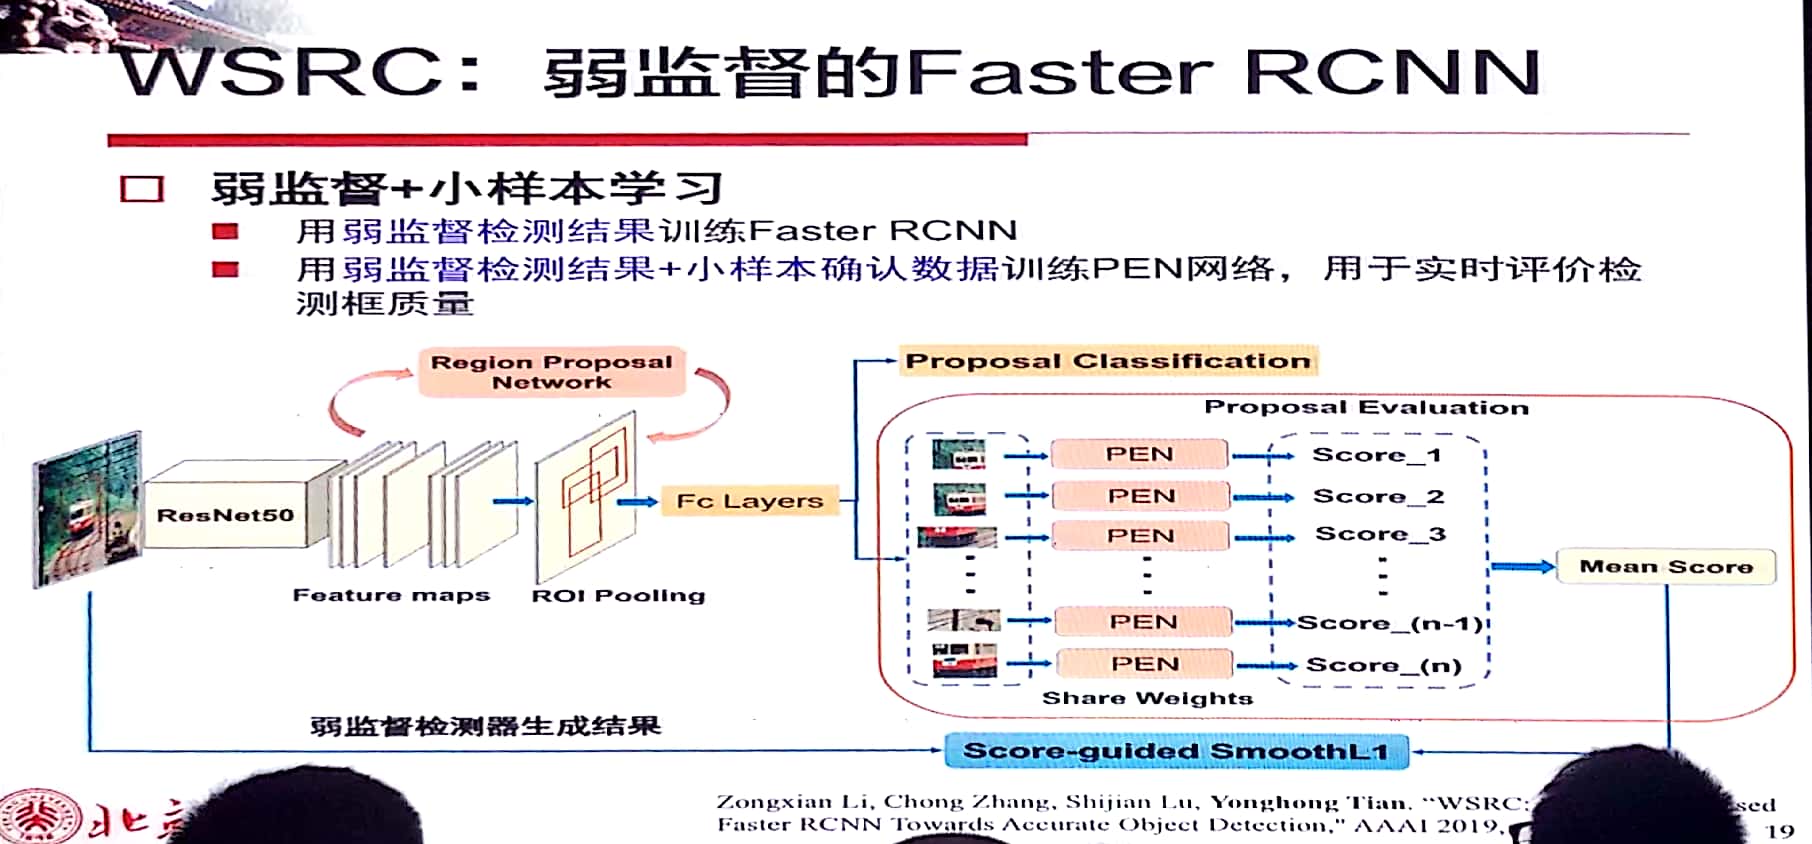 WSRC：弱监督的Faster RCNN
弱监督+小样本学习
用弱监督检测结果训练Faster RCNN
用弱监督检测结果+小样本确认数据训练PEN网络，用于实时评价检
测框质量
Region Proposal
Network
ResNet50
Feature maps
ROI Pooling
Fc Layers
Proposal Classification
Proposal Evaluation
PEN
Score_1
PEN
Score_2
PEN
Score_3
PEN
Score_(n-1)
PEN
Score_(n)
Share Weights
Mean Score
弱监督检测器生成结果
Score-guided SmoothL1
北
Zongxian Li, Chong Zhang, Shijian Lu, Yonghong Tian. "WSRC:
Faster RCNN Towards Accurate Object Detection," AAAI 2019,
19